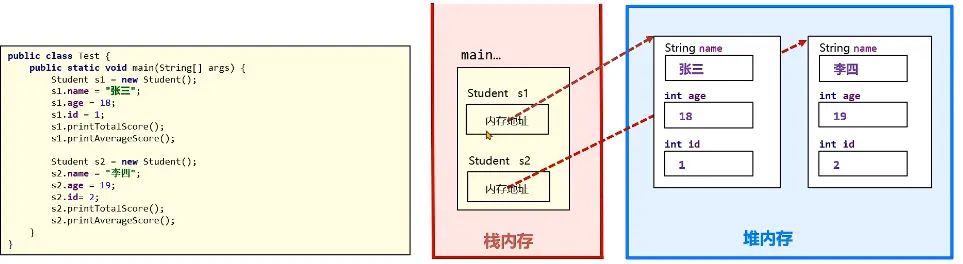 public class Test {
public static void main(String[] args) {
Student s1 = new Student();
s1.name = "张三";
s1.age = 18;
s1.id = 1;
s1.printTotalScore();
s1.printAverageScore();
Student s2 = new Student();
s2.name = "李四";
s2.age = 19;
s2.id= 2;
s2.printTotalScore();
s2.printAverageScore();
}
}
main…
Student s1
内存地址
Student s2
内存地址
栈内存
String name
张三
int age
18
int id
1
String name
李四
int age
19
int id
2
堆内存